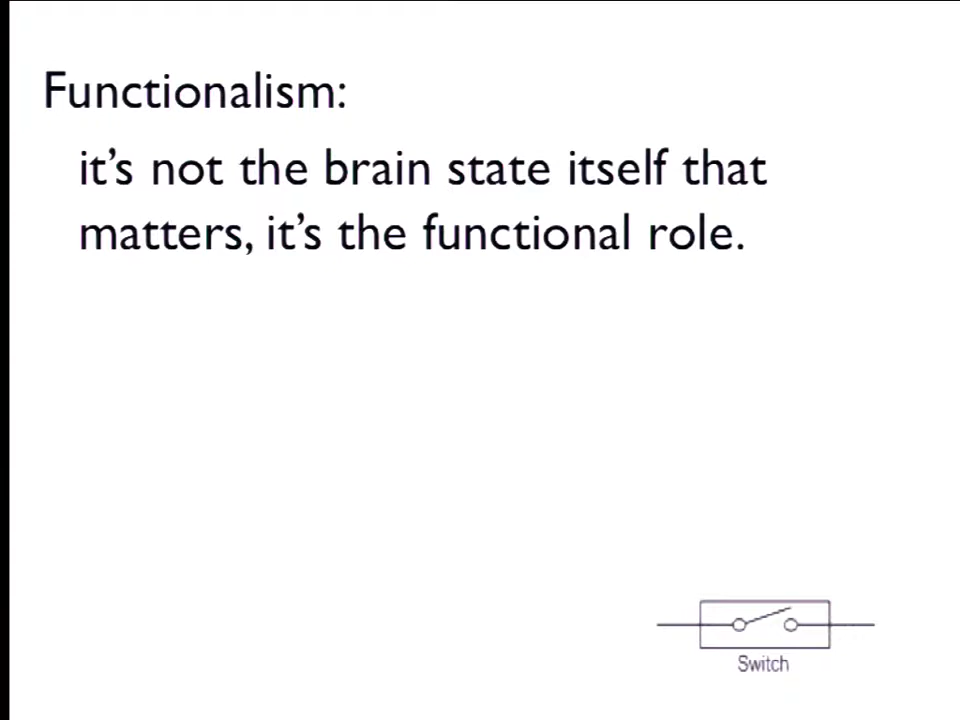 Functionalism:
it’s not the brain state itself that
matters, it’s the functional role.
Switch